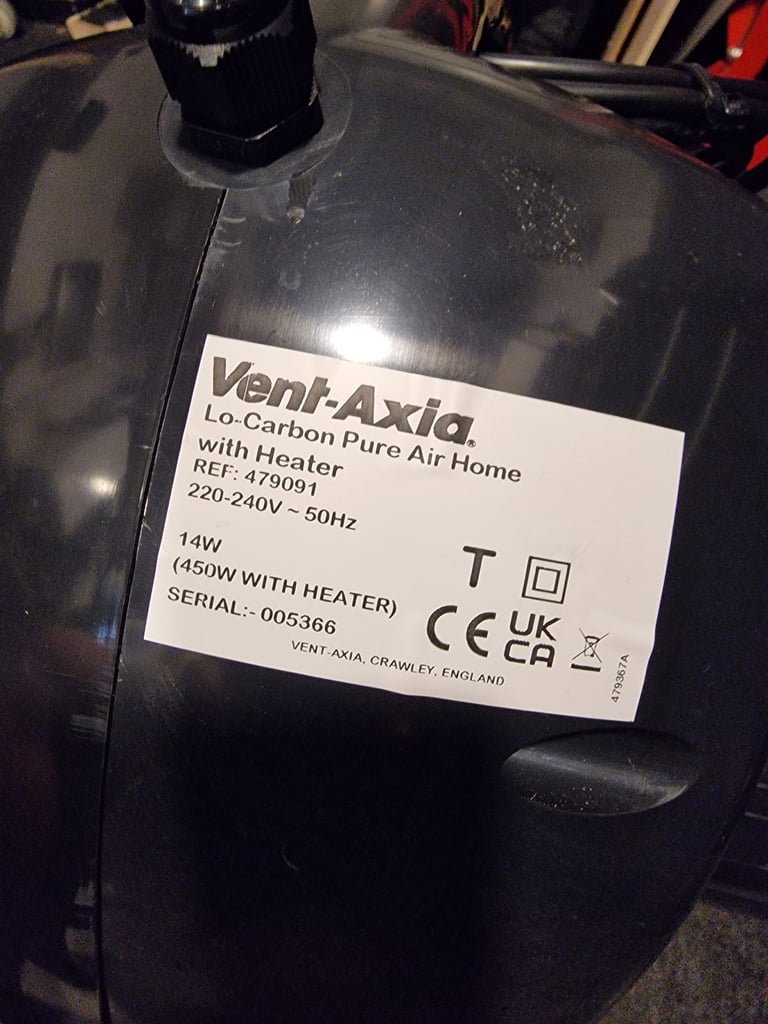 Vent-Axia®
Lo-Carbon Pure Air Home
with Heater
REF: 479091
220-240V ~ 50Hz
14W
(450W WITH HEATER)
SERIAL:- 005366
T
CE
UK
CA
VENT-AXIA, CRAWLEY, ENGLAND
479367A